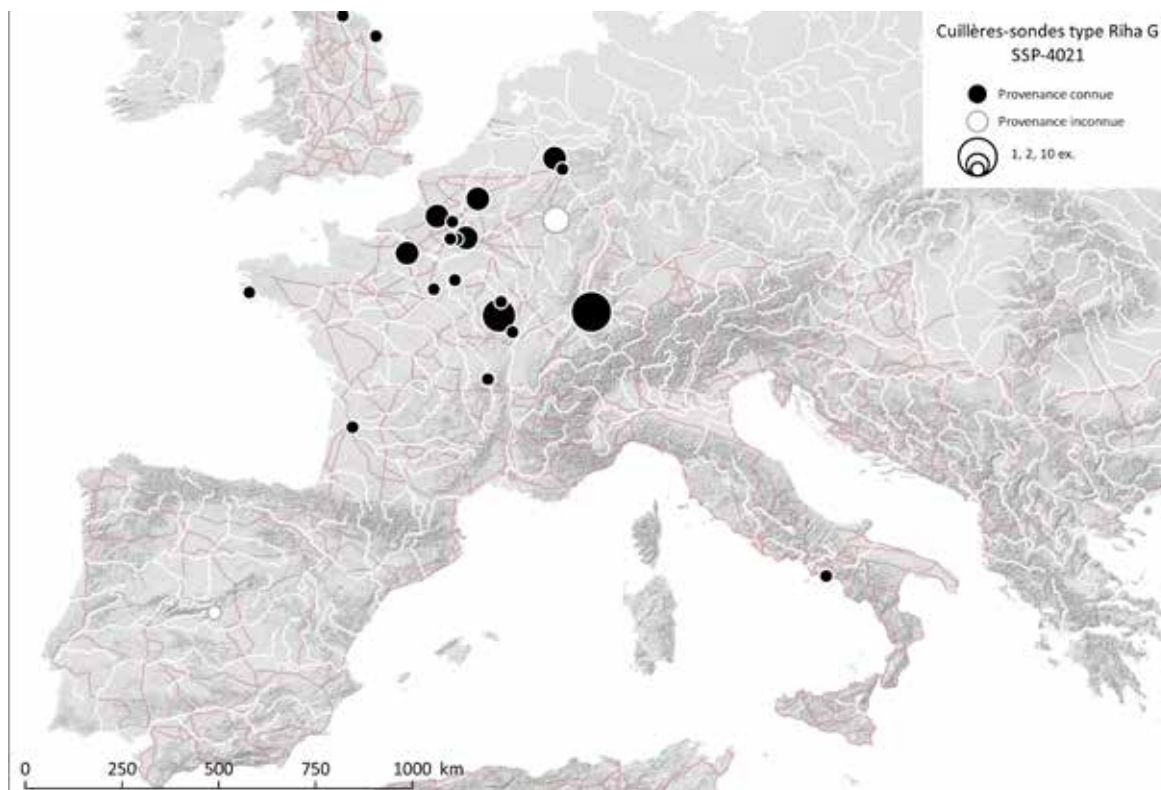 Cuillères-sondes type Riha G
SSP-4021
Provenance connue
Provenance inconnue
1, 2, 10 ex.
0 250 500 750 1000 km